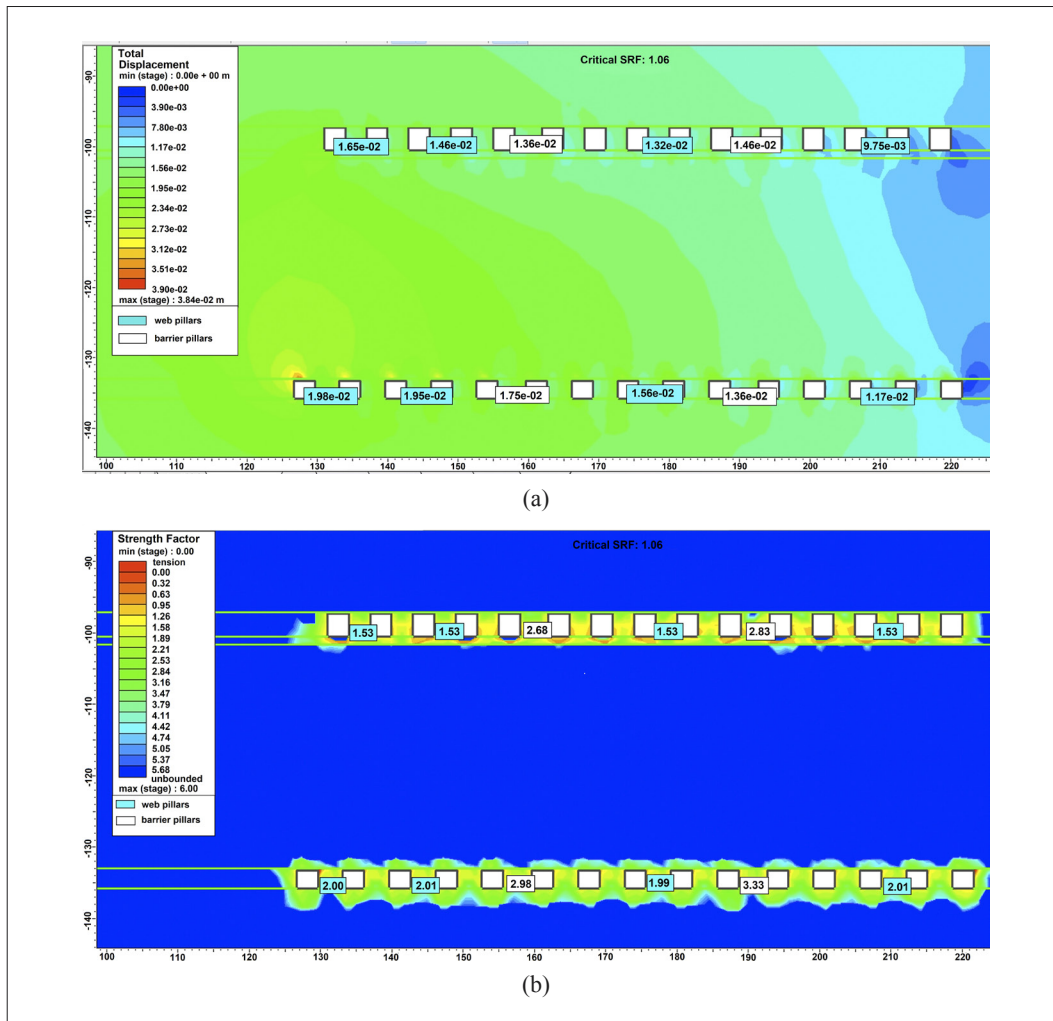 Total
Displacement
min (stage) : 0.00e + 00 m
0.00e+00
3.90e-03
7.80e-03
1.17e-02
1.56e-02
1.95e-02
2.34e-02
2.73e-02
3.12e-02
3.51e-02
3.90e-02
max (stage) : 3.84e-02 m
web pillars
barrier pillars
Critical SRF: 1.06
1.65e-02 1.46e-02 1.36e-02 1.32e-02 1.46e-02 9.75e-03
1.98e-02 1.95e-02 1.75e-02 1.56e-02 1.36e-02 1.17e-02
-90
-100
-110
-120
-130
-140
100 110 120 130 140 150 160 170 180 190 200 210 220
(a)
Strength Factor
min (stage) : 0.00
tension
0.00
0.32
0.63
0.95
1.26
1.58
1.89
2.21
2.53
2.84
3.16
3.47
3.79
4.11
4.42
4.74
5.05
5.37
5.68
unbounded
max (stage) : 6.00
web pillars
barrier pillars
Critical SRF: 1.06
1.53 1.53 2.68 1.53 2.83 1.53
2.00 2.01 2.98 1.99 3.33 2.01
-90
-100
-110
-120
-130
-140
100 110 120 130 140 150 160 170 180 190 200 210 220
(b)